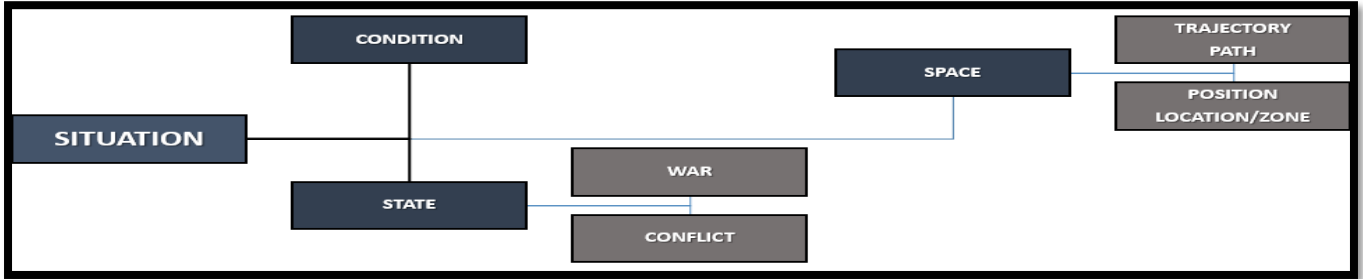 CONDITION
SITUATION
STATE
WAR
CONFLICT
SPACE
TRAJECTORY
PATH
POSITION
LOCATION/ZONE